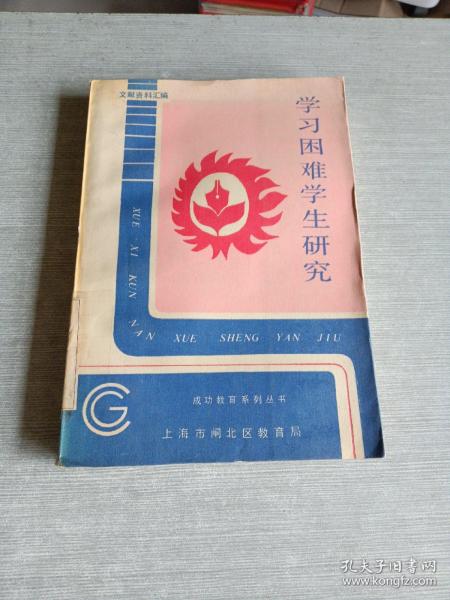 文献资料汇编
学习困难学生研究
XUE XI KUN NAN XUE SHENG YAN JIU
成功教育系列丛书
上海市闸北区教育局
孔夫子旧书网
www.kongfz.com